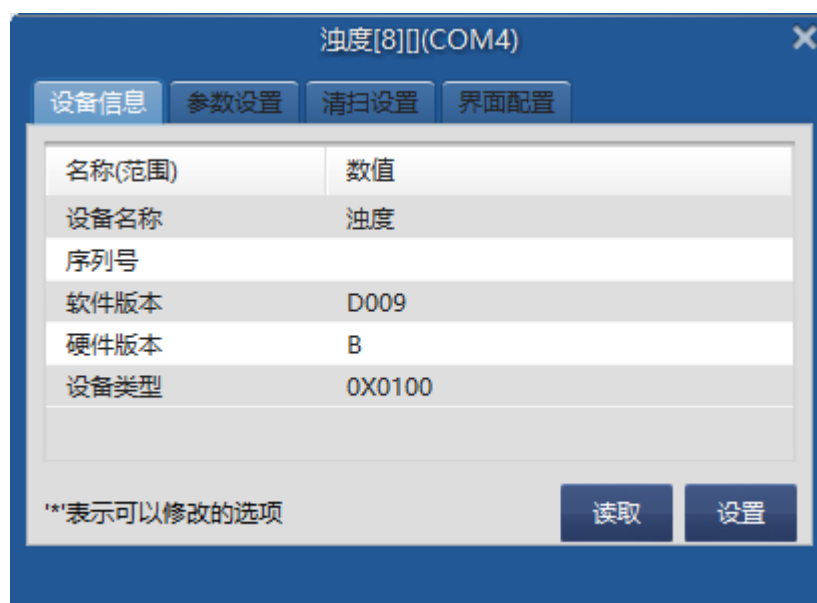 浊度[8][](COM4)
设备信息 参数设置 清扫设置 界面配置
名称(范围) 数值
设备名称 浊度
序列号
软件版本 D009
硬件版本 B
设备类型 0X0100
'*'表示可以修改的选项 读取 设置